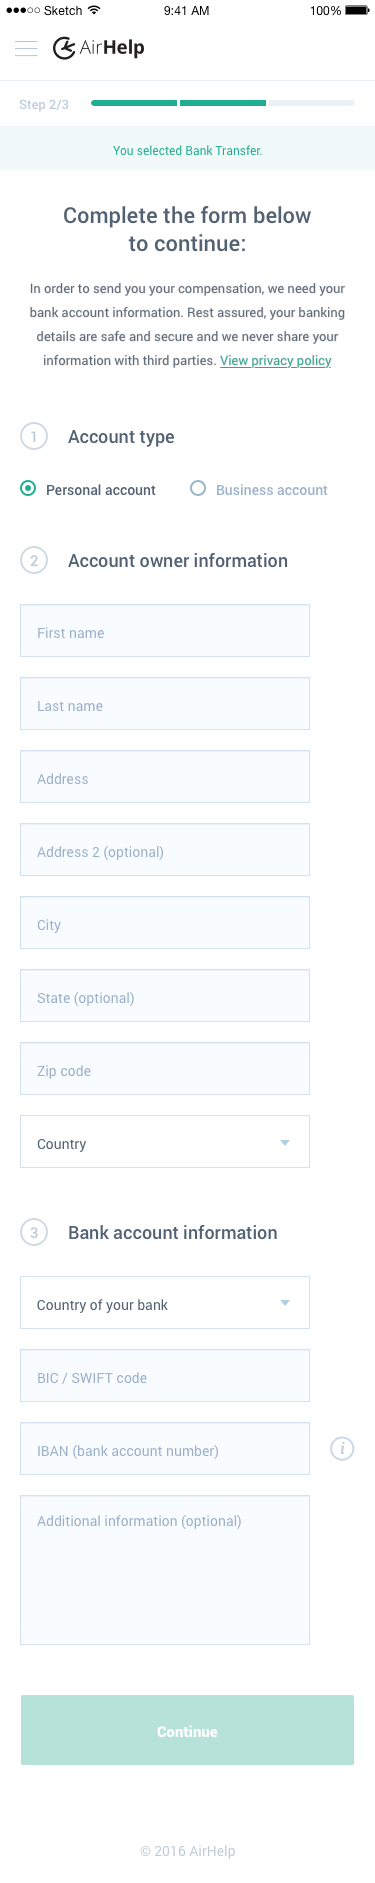 Sketch 9:41 AM 100%
AirHelp
Step 2/3
You selected Bank Transfer.
Complete the form below
to continue:
In order to send you your compensation, we need your
bank account information. Rest assured, your banking
details are safe and secure and we never share your
information with third parties. View privacy policy
1 Account type
Personal account Business account
2 Account owner information
First name
Last name
Address
Address 2 (optional)
City
State (optional)
Zip code
Country
3 Bank account information
Country of your bank
BIC / SWIFT code
IBAN (bank account number) i
Additional information (optional)
Continue
© 2016 AirHelp